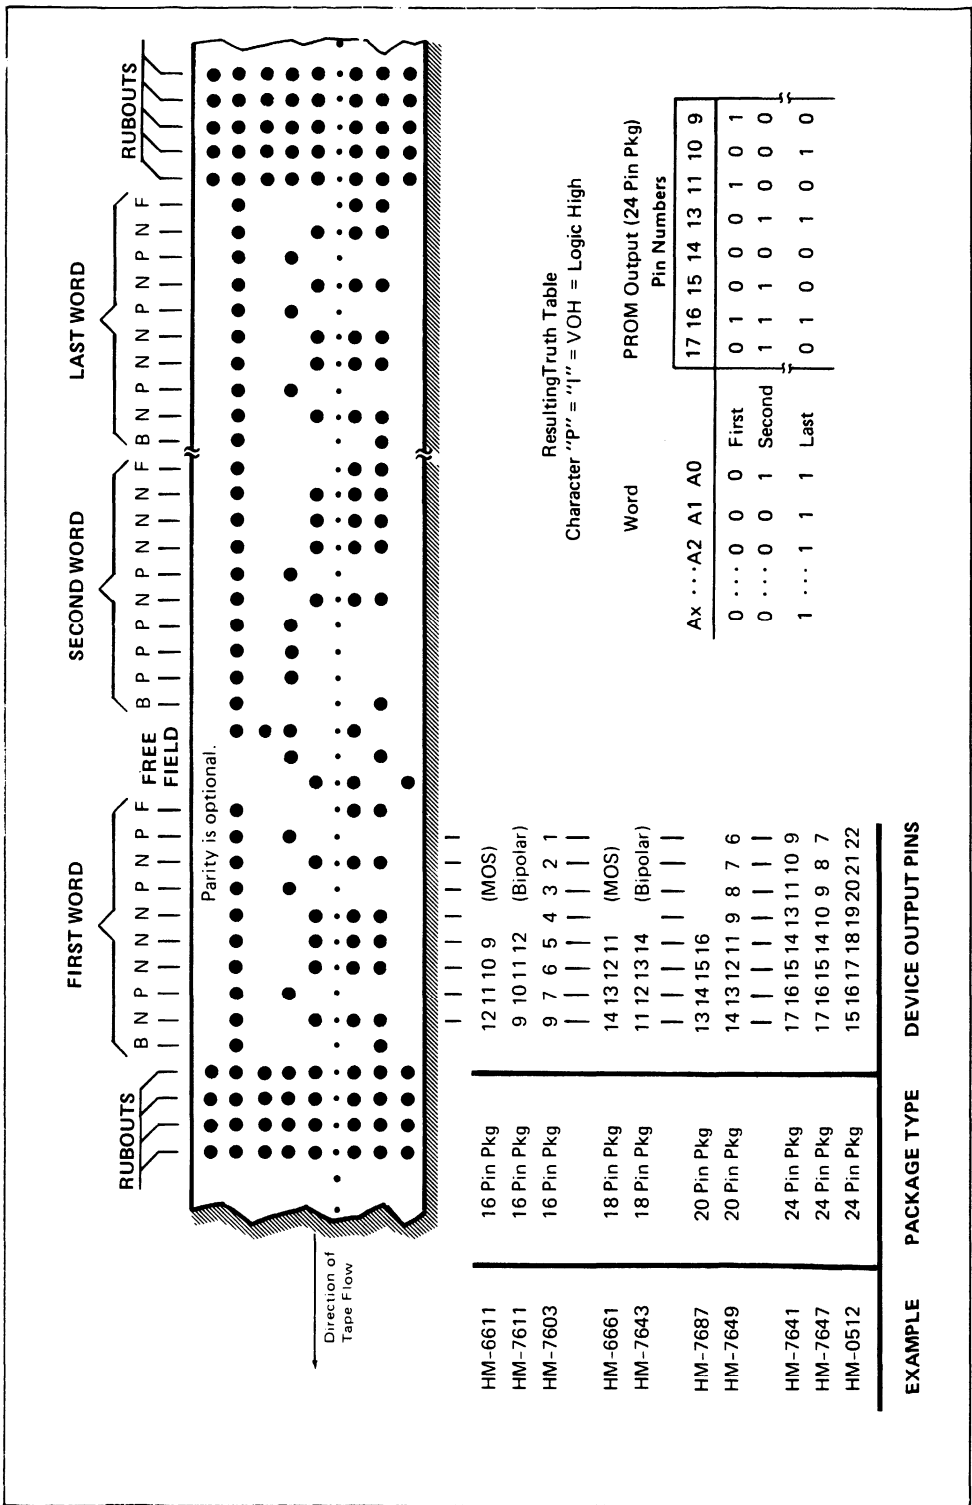 FIRST WORD SECOND WORD LAST WORD
RUBOUTS FREE RUBOUTS
B N P N N N P N P F B P P P N P N N N F B N P N N P N P N F
FIELD
Parity is optional.
Direction of
Tape Flow
HM-6611 16 Pin Pkg 12 11 10 9 (MOS)
HM-7611 16 Pin Pkg 9 10 11 12 (Bipolar)
HM-7603 16 Pin Pkg 9 7 6 5 4 3 2 1
HM-6661 18 Pin Pkg 14 13 12 11 (MOS)
HM-7643 18 Pin Pkg 11 12 13 14 (Bipolar)
HM-7687 20 Pin Pkg 13 14 15 16
HM-7649 20 Pin Pkg 14 13 12 11 9 8 7 6
HM-7641 24 Pin Pkg 17 16 15 14 13 11 10 9
HM-7647 24 Pin Pkg 17 16 15 14 10 9 8 7
HM-0512 24 Pin Pkg 15 16 17 18 19 20 21 22
EXAMPLE PACKAGE TYPE DEVICE OUTPUT PINS
Resulting Truth Table
Character "P" = "I" = VOH = Logic High
Word PROM Output (24 Pin Pkg)
Pin Numbers
Ax ··· A2 A1 A0 17 16 15 14 13 11 10 9
0 ··· 0 0 0 First 0 1 0 0 0 1 0 1
0 ··· 0 0 1 Second 1 1 1 0 1 0 0 0
1 ··· 1 1 1 Last 0 1 0 0 1 0 1 0